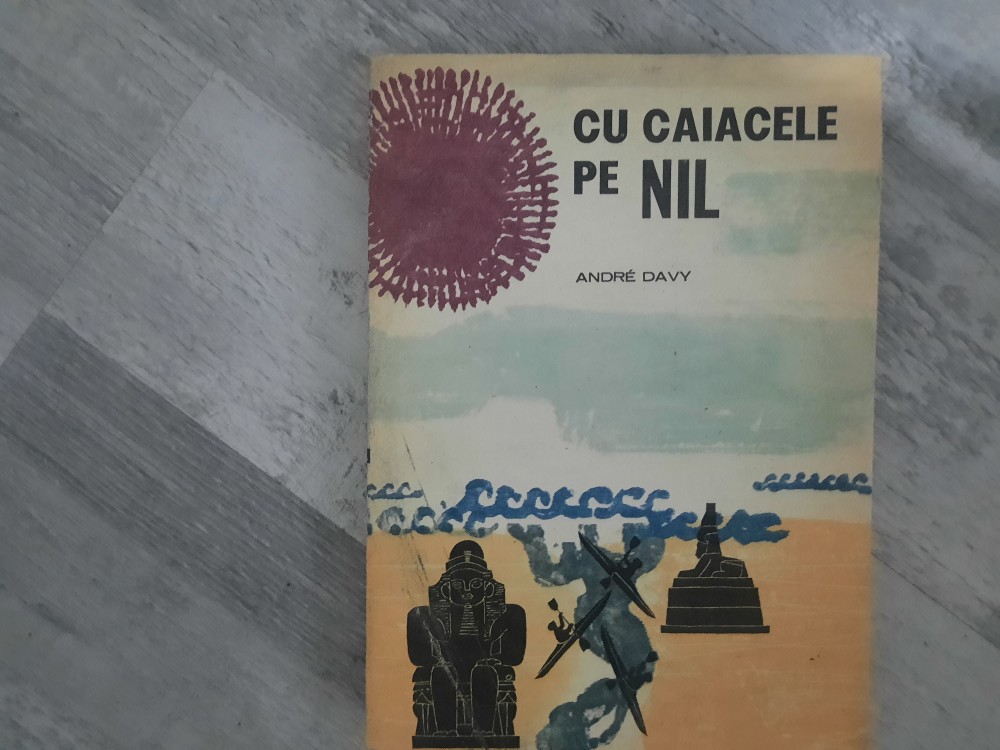 CU CAIACELE
PE NIL
ANDRÉ DAVY